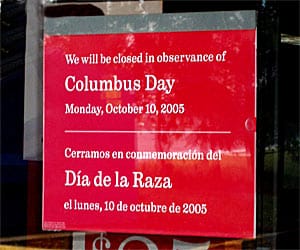 We will be closed in observance of
Columbus Day
Monday, October 10, 2005
Cerramos en conmemoración del
Día de la Raza
el lunes, 10 de octubre de 2005